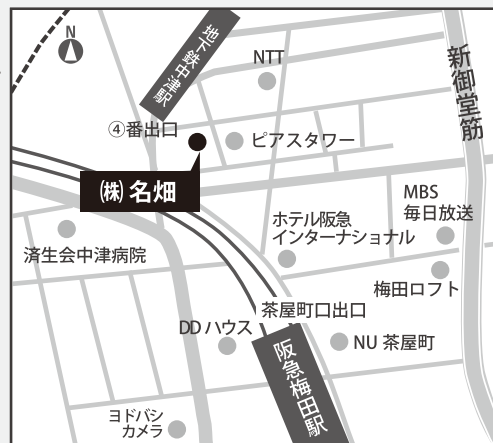 N
地下鉄中津駅
NTT
新御堂筋
④番出口
ピアスタワー
㈱ 名畑
MBS
毎日放送
ホテル阪急
インターナショナル
済生会中津病院
梅田ロフト
茶屋町口出口
DD ハウス
NU 茶屋町
阪急梅田駅
ヨドバシ
カメラ